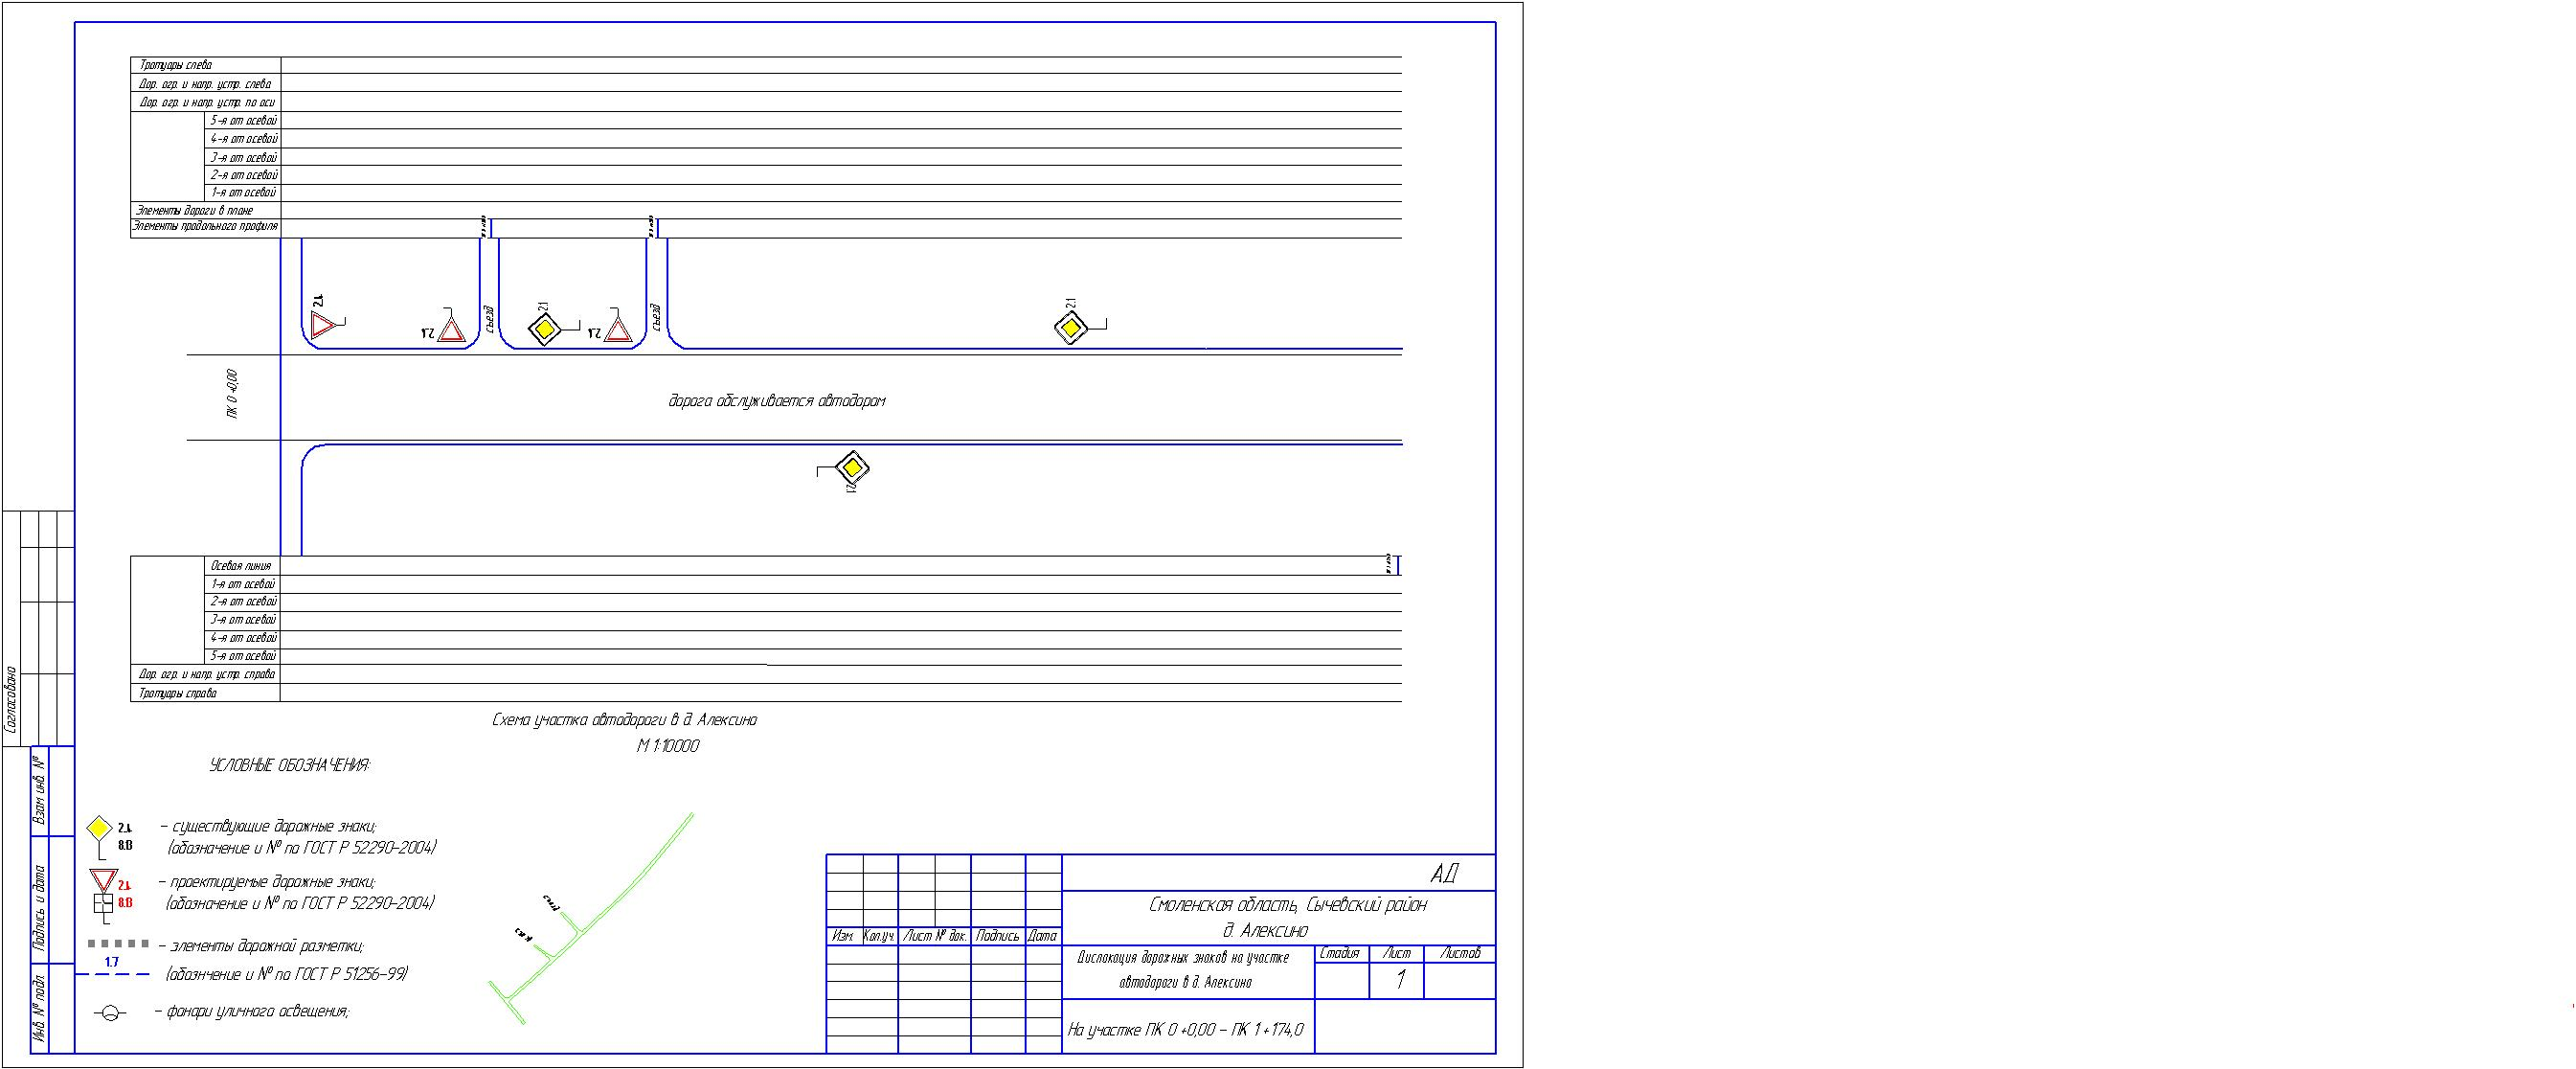 Тротуары слева
Дор. огр. и напр. устр. слева
Дор. огр. и напр. устр. по оси
5-я от осевой
4-я от осевой
3-я от осевой
2-я от осевой
1-я от осевой
Элементы дороги в плане
Элементы продольного профиля
2.1
2.1
съезд
съезд
ПК 0 +0,00
дорога обслуживается автодором
2.1
Осевая линия
1-я от осевой
2-я от осевой
3-я от осевой
4-я от осевой
5-я от осевой
Дор. огр. и напр. устр. справа
Тротуары справа
Схема участка автодороги в д. Алексино
М 1:10000
УСЛОВНЫЕ ОБОЗНАЧЕНИЯ:
2.4
8.13
- существующие дорожные знаки;
(обозначение и № по ГОСТ Р 52290-2004)
2.4
8.13
- проектируемые дорожные знаки;
(обозначение и № по ГОСТ Р 52290-2004)
- элементы дорожной разметки;
1.7
(обознчение и № по ГОСТ Р 51256-99)
- фонари уличного освещения;
Согласовано
Взам инв. №
Подпись и дата
Инв. № подл.
АД
Смоленская область, Сычевский район
д. Алексино
Изм. Кол.уч. Лист № док. Подпись Дата
Дислокация дорожных знаков на участке
автодороги в д. Алексино
Стадия Лист Листов
1
На участке ПК 0 +0,00 - ПК 1 +174,0